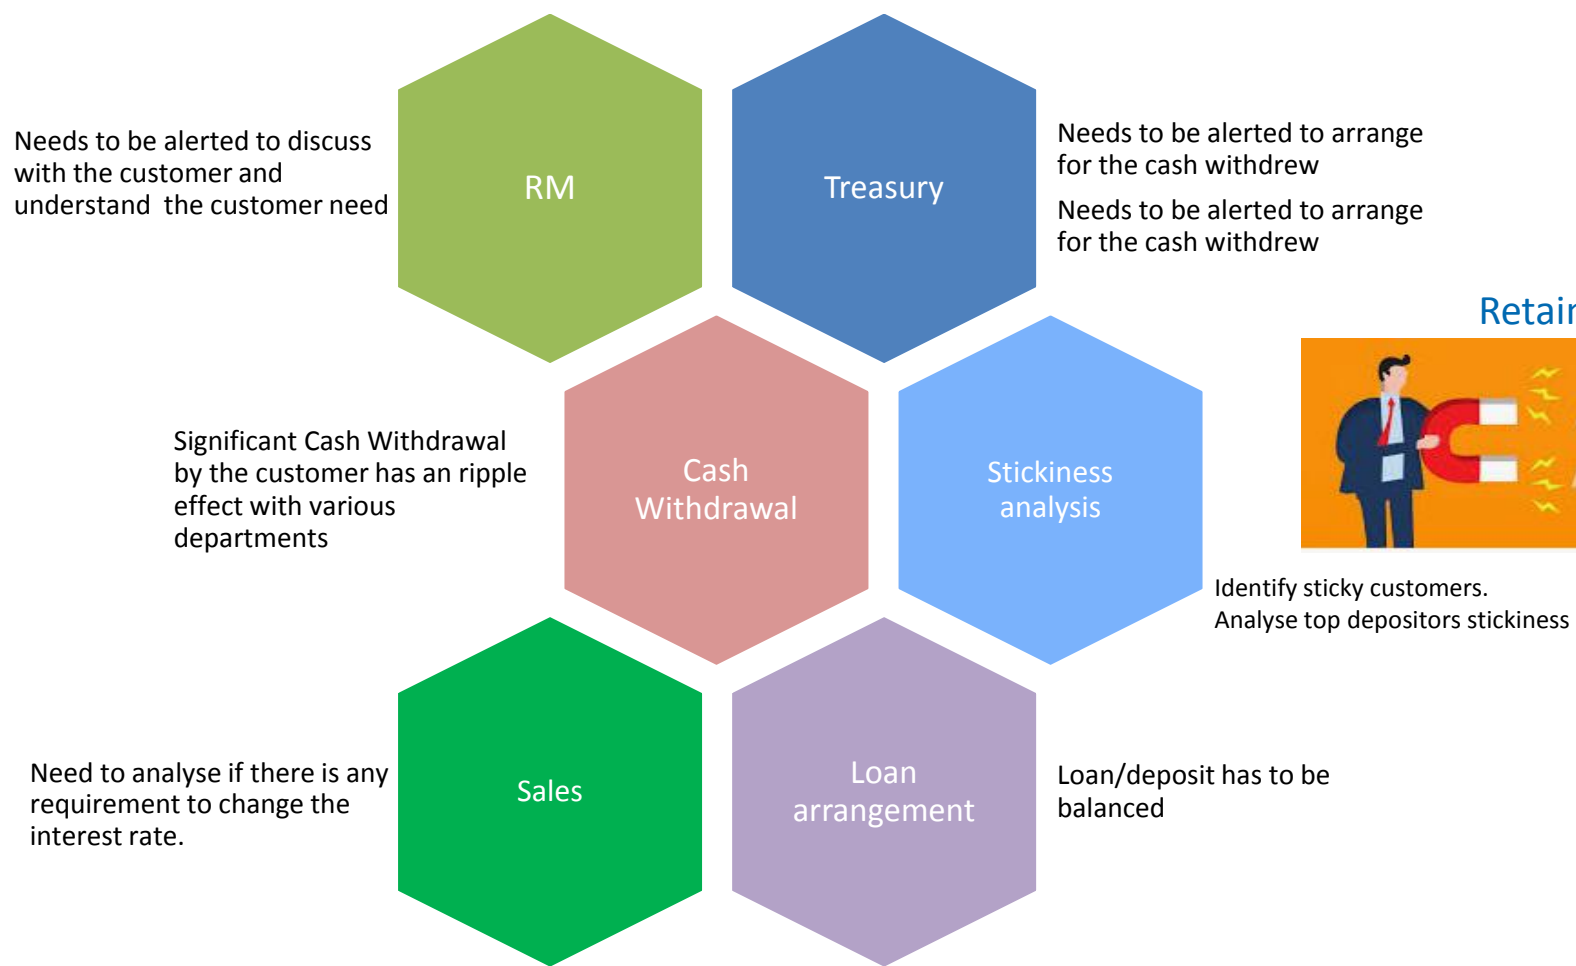 Needs to be alerted to discuss
with the customer and
understand  the customer need
RM
Treasury
Needs to be alerted to arrange
for the cash withdrew
Needs to be alerted to arrange
for the cash withdrew
Retain
Significant Cash Withdrawal
by the customer has an ripple
effect with various
departments
Cash
Withdrawal
Stickiness
analysis
Identify sticky customers.
Analyse top depositors stickiness
Need to analyse if there is any
requirement to change the
interest rate.
Sales
Loan
arrangement
Loan/deposit has to be
balanced